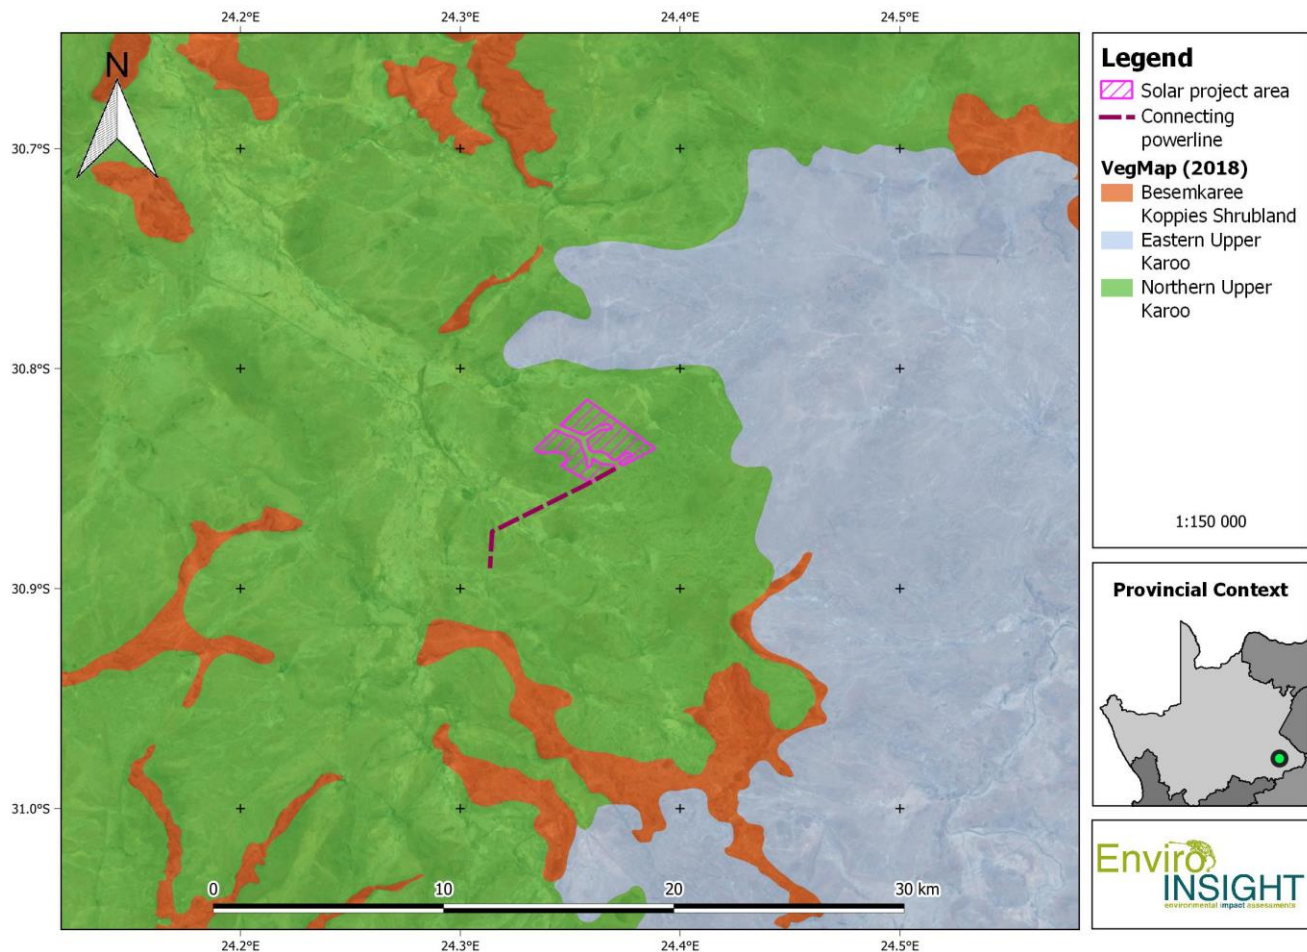 24.2°E 24.3°E 24.4°E 24.5°E
N
30.7°S
30.8°S
30.9°S
31.0°S
0 10 20 30 km
24.2°E 24.3°E 24.4°E 24.5°E
Legend
Solar project area
Connecting
powerline
VegMap (2018)
Besemkaree
Koppies Shrubland
Eastern Upper
Karoo
Northern Upper
Karoo
1:150 000
Provincial Context
Enviro
INSIGHT
environmental impact assessments